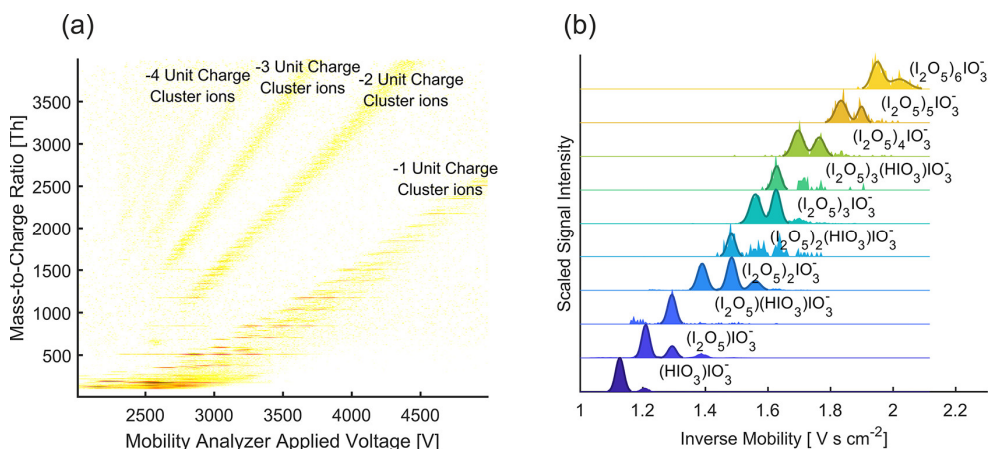 (a)
-4 Unit Charge
Cluster ions
-3 Unit Charge
Cluster ions
-2 Unit Charge
Cluster ions
-1 Unit Charge
Cluster ions
3500
3000
2500
2000
1500
1000
500
Mass-to-Charge Ratio [Th]
2500 3000 3500 4000 4500
Mobility Analyzer Applied Voltage [V]
(b)
(I₂O₅)₆IO₃⁻
(I₂O₅)₅IO₃⁻
(I₂O₅)₄IO₃⁻
(I₂O₅)₃(HIO₃)IO₃⁻
(I₂O₅)₃IO₃⁻
(I₂O₅)₂(HIO₃)IO₃⁻
(I₂O₅)₂IO₃⁻
(I₂O₅)(HIO₃)IO₃⁻
(I₂O₅)IO₃⁻
(HIO₃)IO₃⁻
Scaled Signal Intensity
1 1.2 1.4 1.6 1.8 2 2.2
Inverse Mobility [ V s cm⁻²]